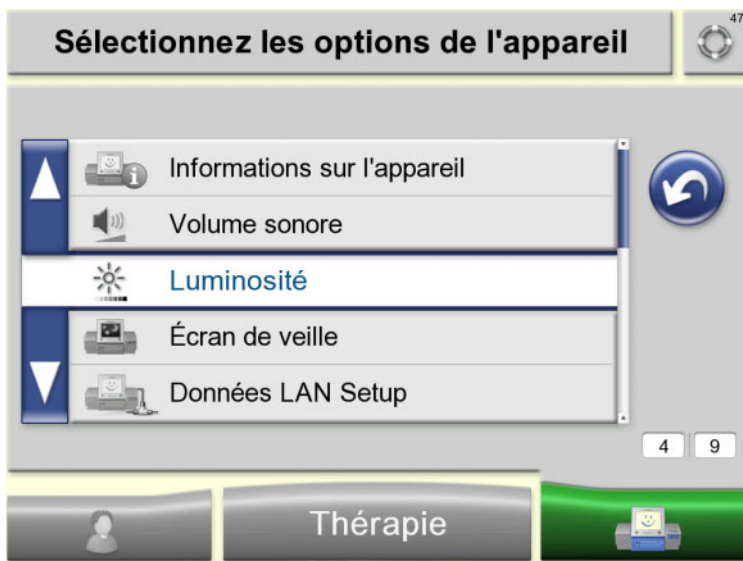 Sélectionnez les options de l'appareil
47
Informations sur l'appareil
Volume sonore
Luminosité
Écran de veille
Données LAN Setup
4 9
Thérapie